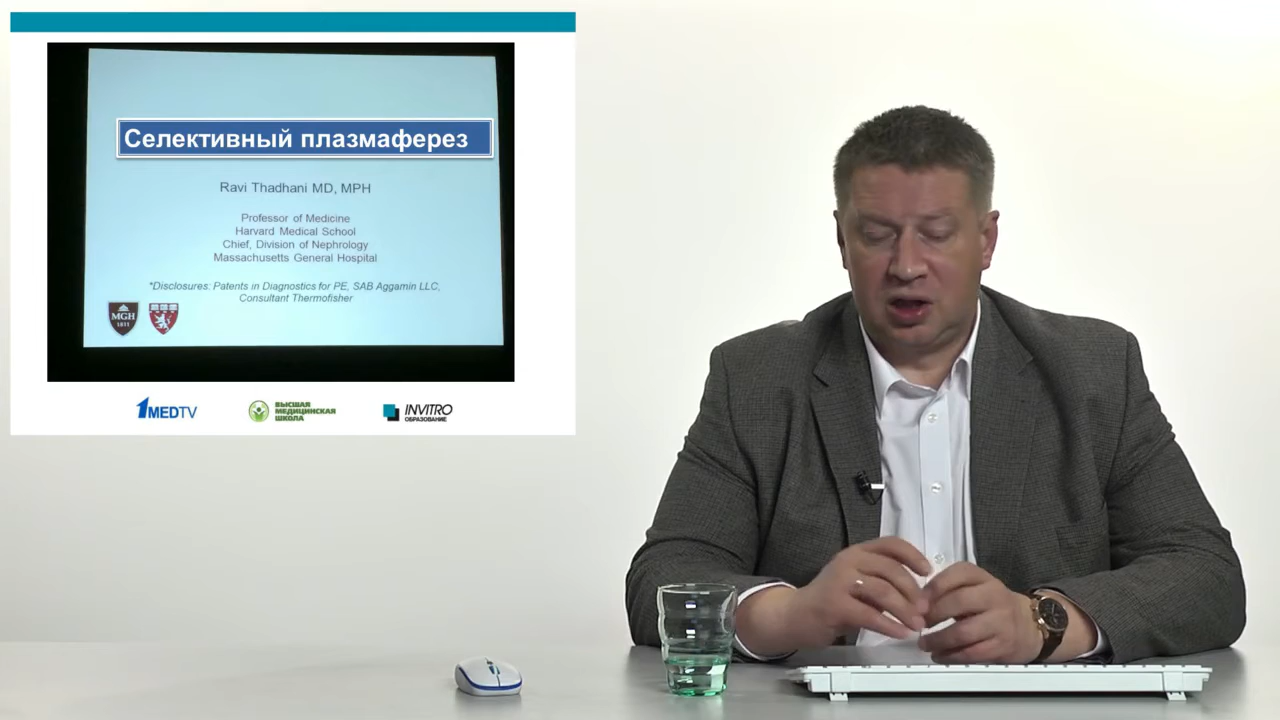 Селективный плазмаферез
Ravi Thadhani MD, MPH
Professor of Medicine
Harvard Medical School
Chief, Division of Nephrology
Massachusetts General Hospital
*Disclosures: Patents in Diagnostics for PE, SAB Aggamin LLC,
Consultant Thermofisher
MGH
1811
1MEDTV
ВЫСШАЯ
МЕДИЦИНСКАЯ
ШКОЛА
INVITRO
ОБРАЗОВАНИЕ